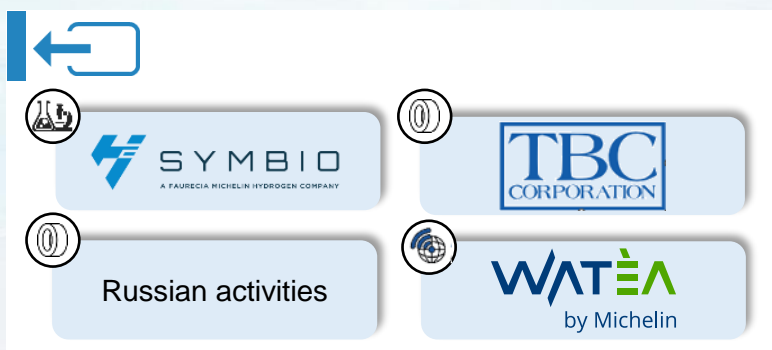 SYMBIO
A FAURECIA MICHELIN HYDROGEN COMPANY
TBC
CORPORATION
Russian activities
WATÈA
by Michelin